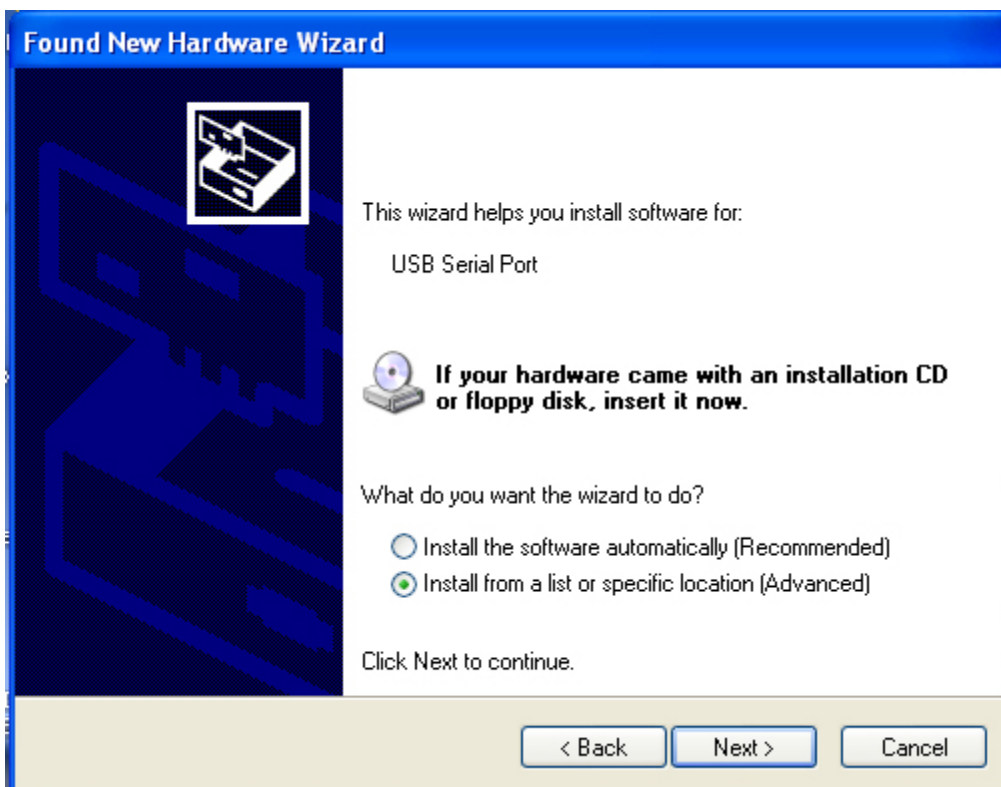 Found New Hardware Wizard
This wizard helps you install software for:
USB Serial Port
If your hardware came with an installation CD
or floppy disk, insert it now.
What do you want the wizard to do?
Install the software automatically (Recommended)
Install from a list or specific location (Advanced)
Click Next to continue.
< Back
Next >
Cancel